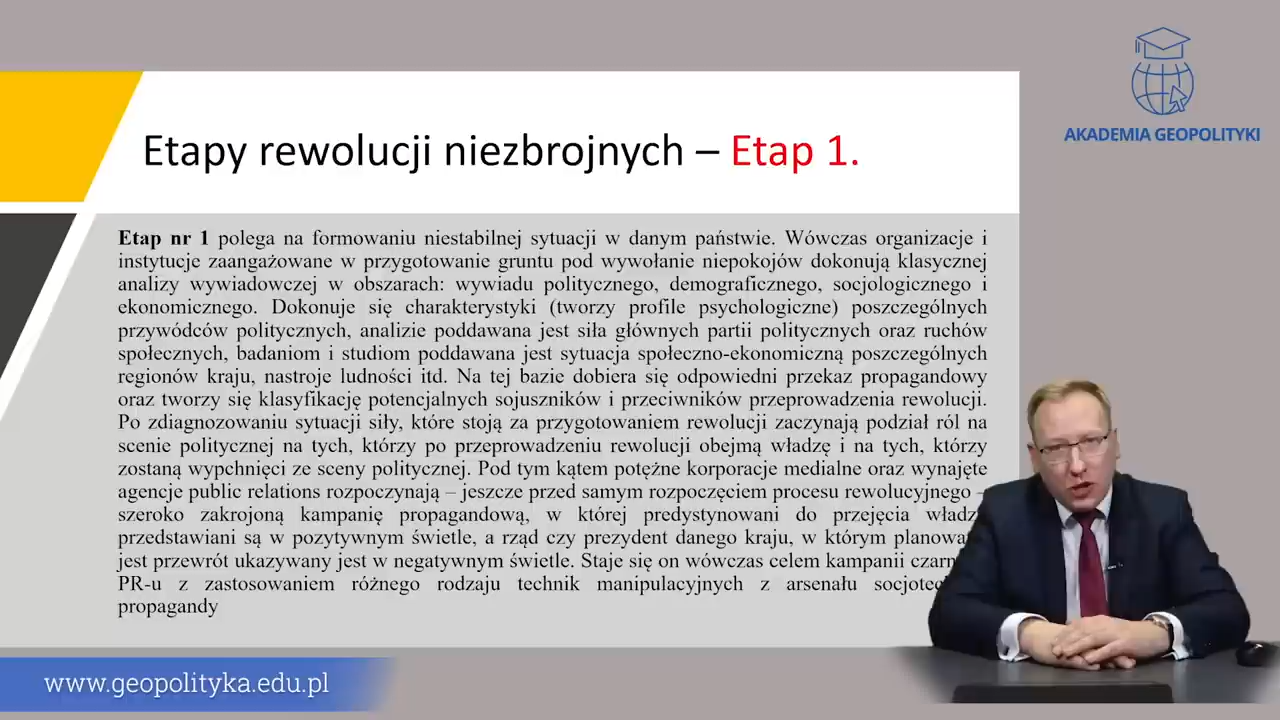 AKADEMIA GEOPOLITYKI
Etapy rewolucji niezbrojnych – Etap 1.
Etap nr 1 polega na formowaniu niestabilnej sytuacji w danym państwie. Wówczas organizacje i
instytucje zaangażowane w przygotowanie gruntu pod wywołanie niepokojów dokonują klasycznej
analizy wywiadowczej w obszarach: wywiadu politycznego, demograficznego, socjologicznego i
ekonomicznego. Dokonuje się charakterystyki (tworzy profile psychologiczne) poszczególnych
przywódców politycznych, analizie poddawana jest siła głównych partii politycznych oraz ruchów
społecznych, badaniom i studiom poddawana jest sytuacja społeczno-ekonomiczną poszczególnych
regionów kraju, nastroje ludności itd. Na tej bazie dobiera się odpowiedni przekaz propagandowy
oraz tworzy się klasyfikację potencjalnych sojuszników i przeciwników przeprowadzenia rewolucji.
Po zdiagnozowaniu sytuacji siły, które stoją za przygotowaniem rewolucji zaczynają podział ról na
scenie politycznej na tych, którzy po przeprowadzeniu rewolucji obejmą władzę i na tych, którzy
zostaną wypchnięci ze sceny politycznej. Pod tym kątem potężne korporacje medialne oraz wynajęte
agencje public relations rozpoczynają – jeszcze przed samym rozpoczęciem procesu rewolucyjnego –
szeroko zakrojoną kampanię propagandową, w której predystynowani do przejęcia
przedstawiani są w pozytywnym świetle, a rząd czy prezydent danego kraju, w którym
jest przewrót ukazywany jest w negatywnym świetle. Staje się on wówczas celem kampanii
PR-u z zastosowaniem różnego rodzaju technik manipulacyjnych z arsenału
propagandy
www.geopolityka.edu.pl